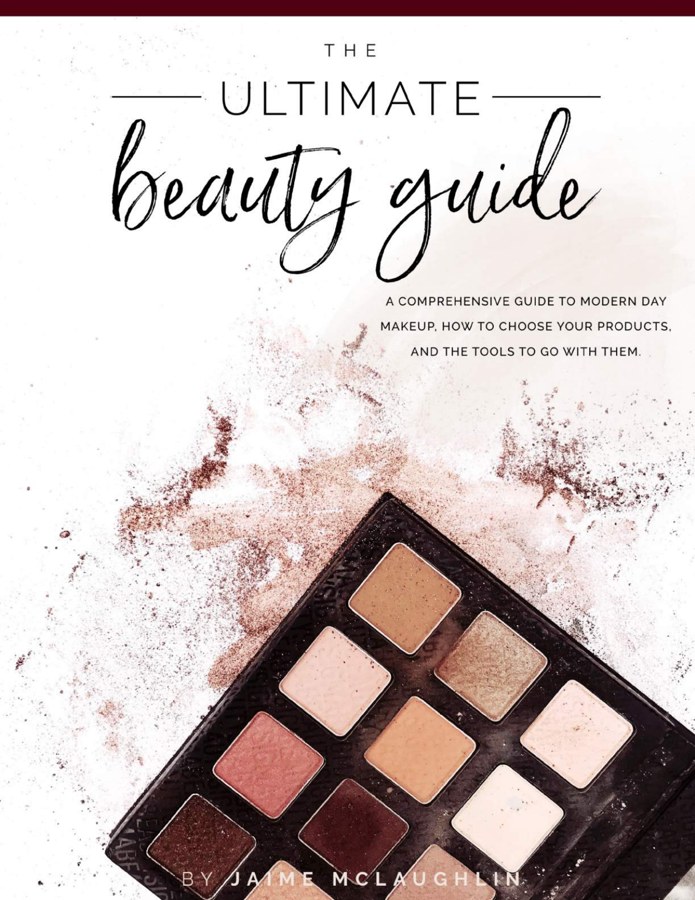 THE
ULTIMATE
beauty guide
A COMPREHENSIVE GUIDE TO MODERN DAY
MAKEUP, HOW TO CHOOSE YOUR PRODUCTS,
AND THE TOOLS TO GO WITH THEM.
BY JAIME MCLAUGHLIN